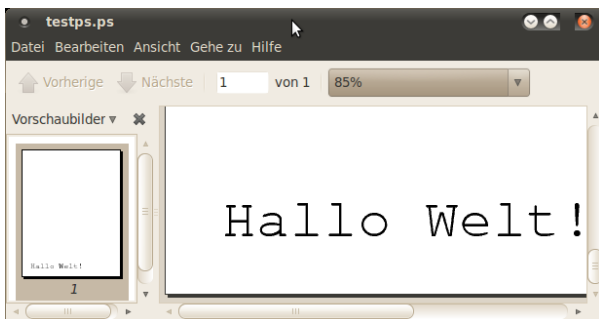 testps.ps
Datei Bearbeiten Ansicht Gehe zu Hilfe
Vorherige Nächste 1 von 1 85%
Vorschaubilder
Hallo Welt!
Hallo Welt!
1